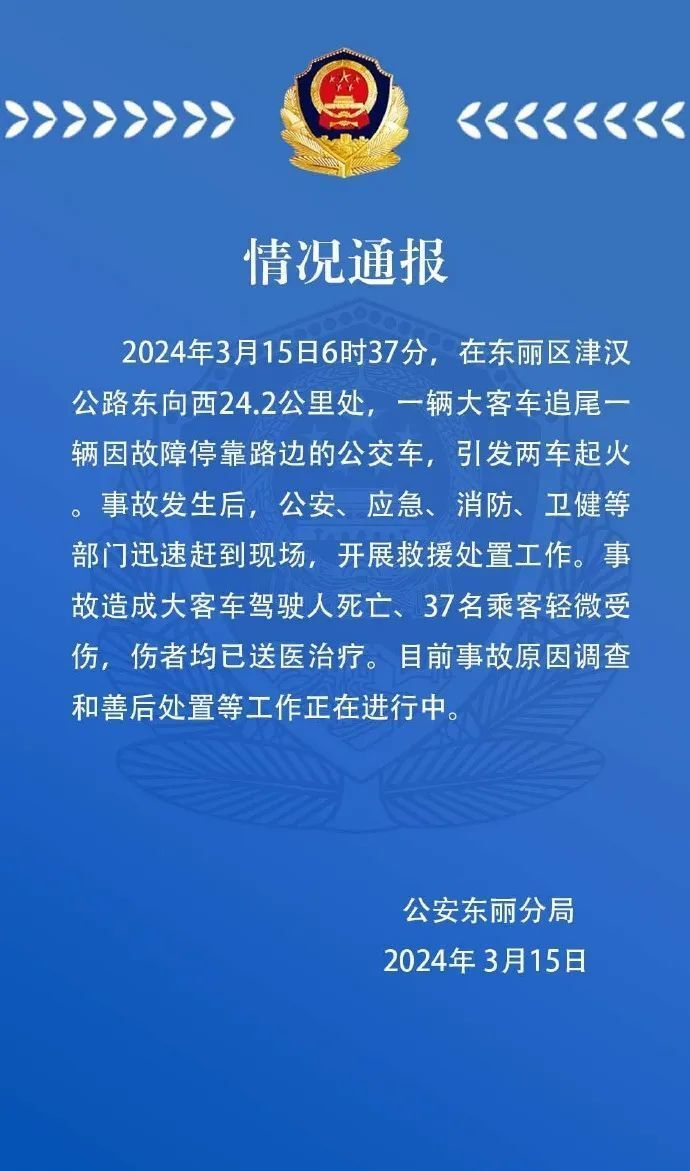 情况通报
2024年3月15日6时37分，在东丽区津汉
公路东向西24.2公里处，一辆大客车追尾一
辆因故障停靠路边的公交车，引发两车起火
。事故发生后，公安、应急、消防、卫健等
部门迅速赶到现场，开展救援处置工作。事
故造成大客车驾驶人死亡、37名乘客轻微受
伤，伤者均已送医治疗。目前事故原因调查
和善后处置等工作正在进行中。
公安东丽分局
2024年 3月15日